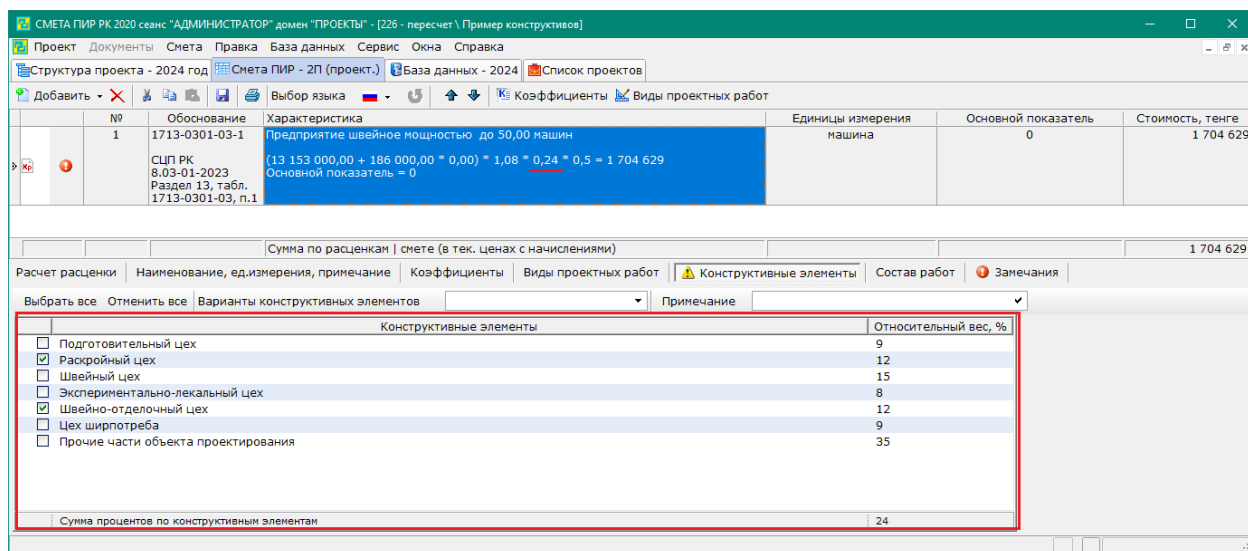 СМЕТА ПИР РК 2020 сеанс "АДМИНИСТРАТОР" домен "ПРОЕКТЫ" - [226 - пересчет \ Пример конструктивов]
Проект Документы Смета Правка База данных Сервис Окна Справка
Структура проекта - 2024 год Смета ПИР - 2П (проект.) База данных - 2024 Список проектов
Добавить Выбор языка Коэффициенты Виды проектных работ
№ Обоснование Характеристика Единицы измерения Основной показатель Стоимость, тенге
1 1713-0301-03-1 Предприятие швейное мощностью до 50,00 машин машина 0 1 704 629
СЦП РК (13 153 000,00 + 186 000,00 * 0,00) * 1,08 * 0,24 * 0,5 = 1 704 629
8.03-01-2023 Основной показатель = 0
Раздел 13, табл.
1713-0301-03, п.1
Сумма по расценкам | смете (в тек. ценах с начислениями) 1 704 629
Расчет расценки Наименование, ед.измерения, примечание Коэффициенты Виды проектных работ Конструктивные элементы Состав работ Замечания
Выбрать все Отменить все Варианты конструктивных элементов Примечание
Конструктивные элементы Относительный вес, %
Подготовительный цех 9
Раскройный цех 12
Швейный цех 15
Экспериментально-лекальный цех 8
Швейно-отделочный цех 12
Цех ширпотреба 9
Прочие части объекта проектирования 35
Сумма процентов по конструктивным элементам 24